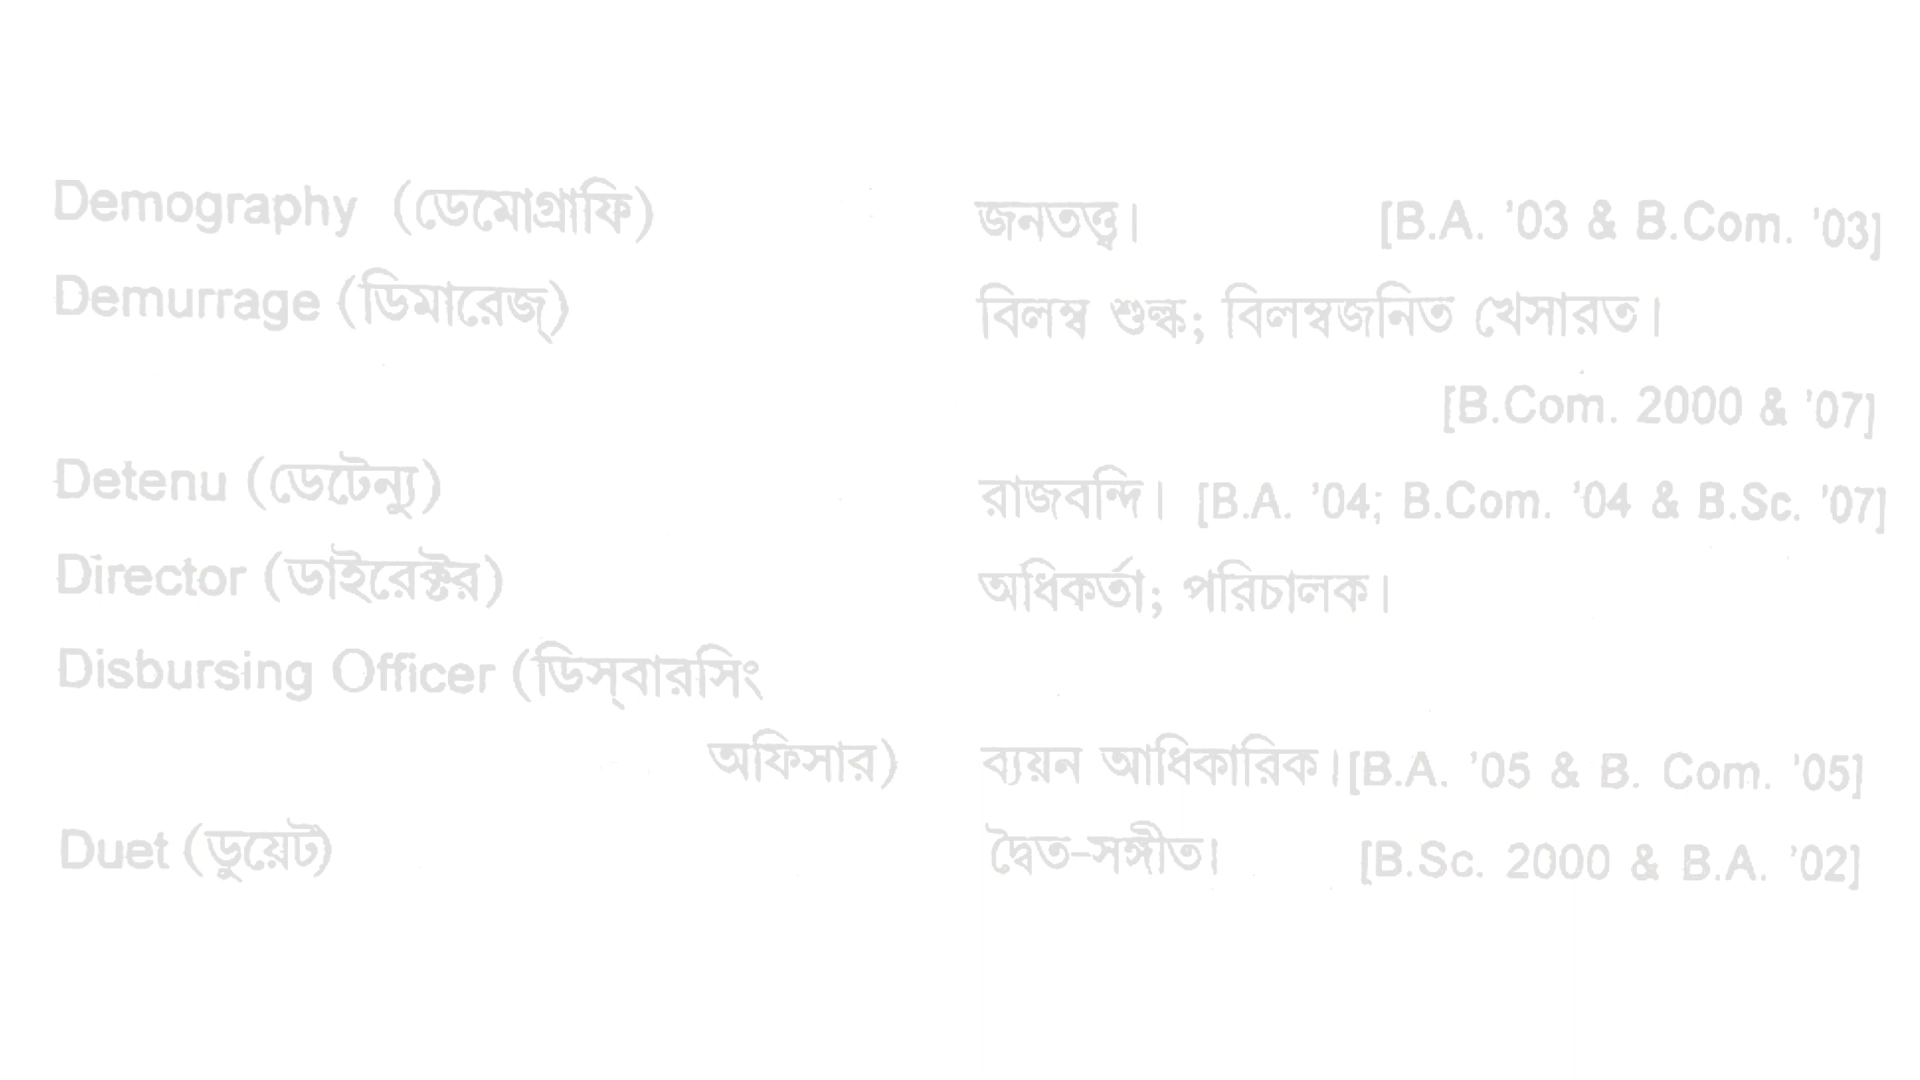 Demography (ডেমোগ্রাফি) জনতত্ত্ব। [B.A. '03 & B.Com. '03]
Demurrage (ডিমারেজ্) বিলম্ব শুল্ক; বিলম্বজনিত খেসারত।
[B.Com. 2000 & '07]
Detenu (ডেটেন্যু) রাজবন্দি। [B.A. '04; B.Com. '04 & B.Sc. '07]
Director (ডাইরেক্টর) অধিকর্তা; পরিচালক।
Disbursing Officer (ডিস্‌বারসিং
অফিসার) ব্যয়ন আধিকারিক। [B.A. '05 & B. Com. '05]
Duet (ডুয়েট) দ্বৈত-সঙ্গীত। [B.Sc. 2000 & B.A. '02]